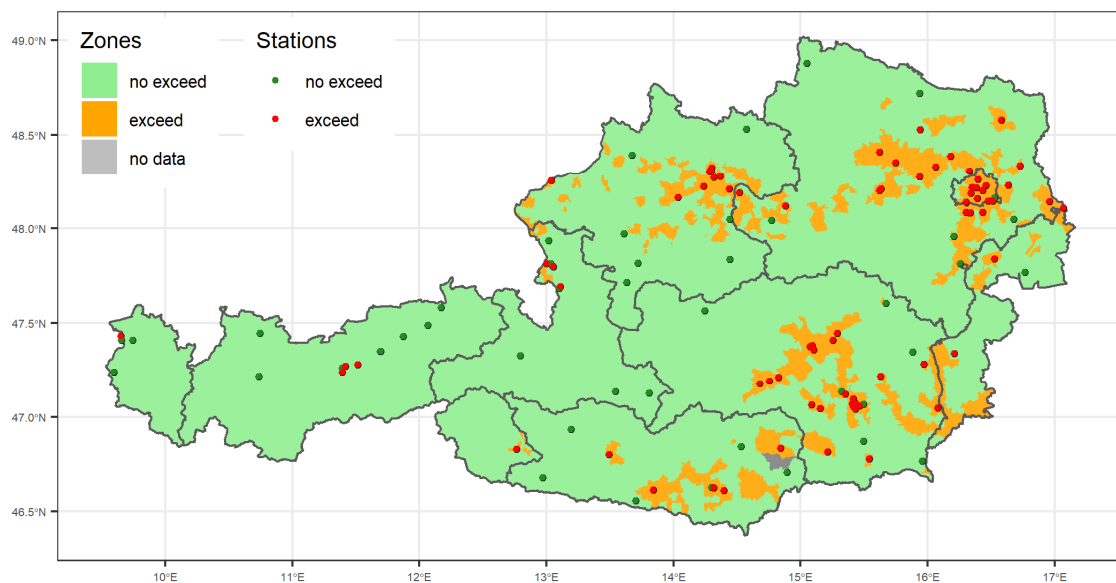 Zones
no exceed
exceed
no data
Stations
no exceed
exceed
49.0°N
48.5°N
48.0°N
47.5°N
47.0°N
46.5°N
10°E 11°E 12°E 13°E 14°E 15°E 16°E 17°E